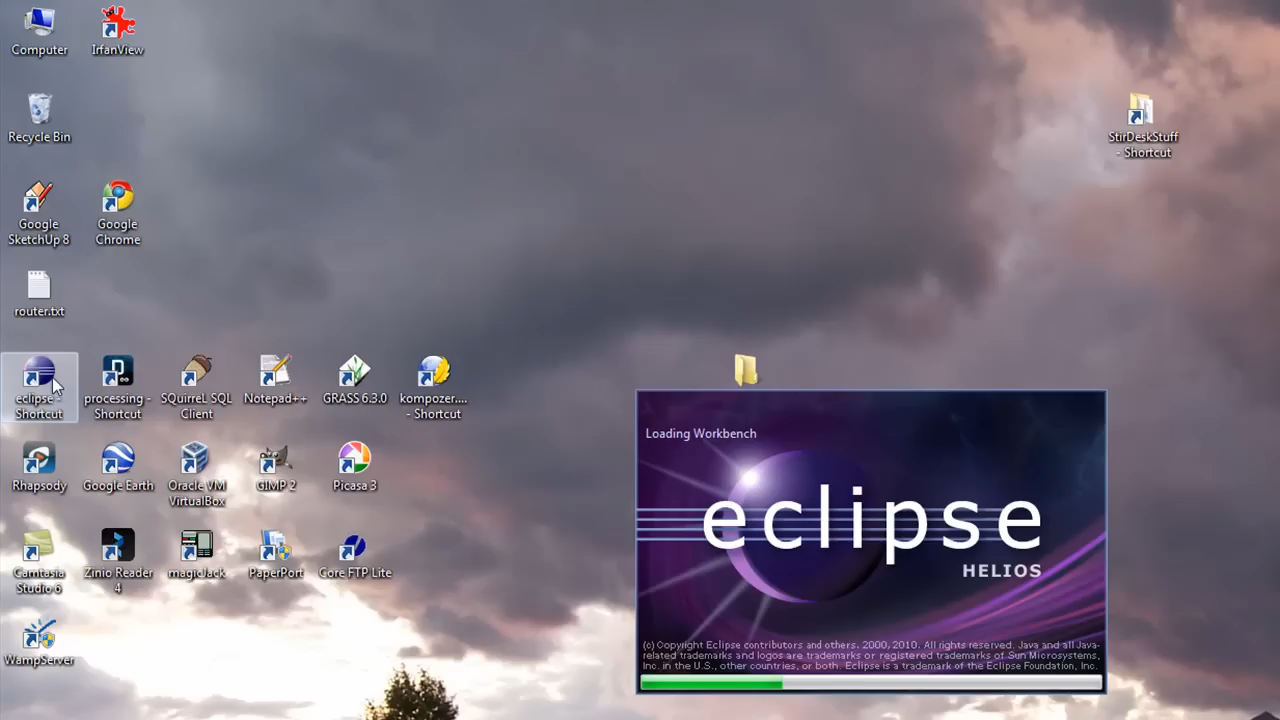 Computer
IrfanView
StirDeskStuff
- Shortcut
Recycle Bin
Google
SketchUp 8
Google
Chrome
router.txt
eclipse -
Shortcut
processing -
Shortcut
SQuirreL SQL
Client
Notepad++
GRASS 6.3.0
kompozer....
- Shortcut
Loading Workbench
eclipse
HELIOS
(c) Copyright Eclipse contributors and others. 2000, 2010. All rights reserved. Java and all Java-
related trademarks and logos are trademarks or registered trademarks of Sun Microsystems,
Inc. in the U.S., other countries, or both. Eclipse is a trademark of the Eclipse Foundation, Inc.
Rhapsody
Google Earth
Oracle VM
VirtualBox
GIMP 2
Picasa 3
Camtasia
Studio 6
Zinio Reader
4
magicJack
PaperPort
Core FTP Lite
WampServer